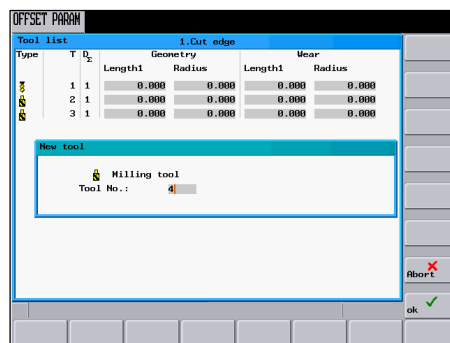 OFFSET PARAM
Tool list 1.Cut edge
Type T D Σ Geometry Wear
Length1 Radius Length1 Radius
1 1 0.000 0.000 0.000 0.000
2 1 0.000 0.000 0.000 0.000
3 1 0.000 0.000 0.000 0.000
New tool
Milling tool
Tool No.: 4
Abort
ok